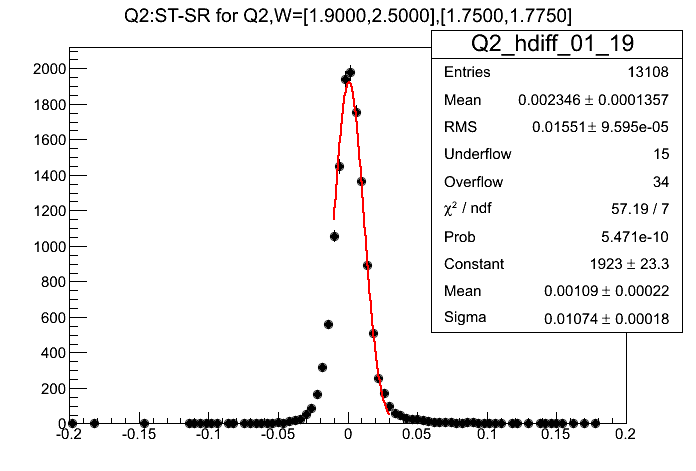 Q2:ST-SR for Q2,W=[1.9000,2.5000],[1.7500,1.7750]
Q2_hdiff_01_19
Entries 13108
Mean 0.002346 ± 0.0001357
RMS 0.01551 ± 9.595e-05
Underflow 15
Overflow 34
χ² / ndf 57.19 / 7
Prob 5.471e-10
Constant 1923 ± 23.3
Mean 0.00109 ± 0.00022
Sigma 0.01074 ± 0.00018
2000
1800
1600
1400
1200
1000
800
600
400
200
0
-0.2 -0.15 -0.1 -0.05 0 0.05 0.1 0.15 0.2